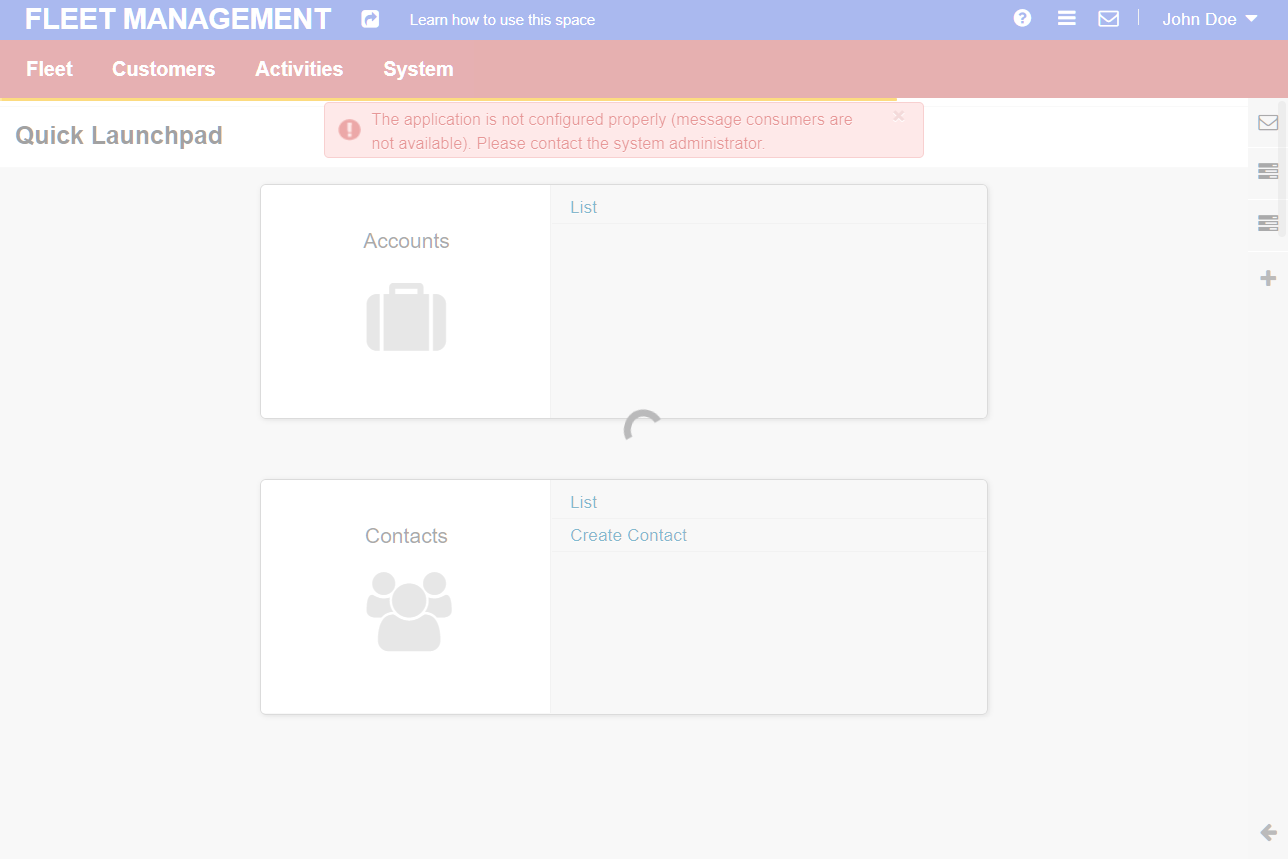 FLEET MANAGEMENT
Learn how to use this space
John Doe
Fleet
Customers
Activities
System
The application is not configured properly (message consumers are
not available). Please contact the system administrator.
×
Quick Launchpad
Accounts
List
Contacts
List
Create Contact